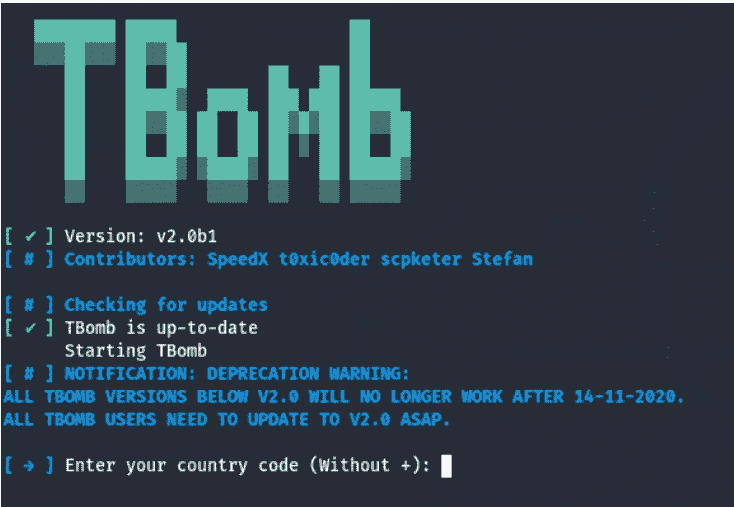 TBomb
[ ✔ ] Version: v2.0b1
[ # ] Contributors: SpeedX t0xic0der scpketer Stefan
[ # ] Checking for updates
[ ✔ ] TBomb is up-to-date
Starting TBomb
[ # ] NOTIFICATION: DEPRECATION WARNING:
ALL TBOMB VERSIONS BELOW V2.0 WILL NO LONGER WORK AFTER 14-11-2020.
ALL TBOMB USERS NEED TO UPDATE TO V2.0 ASAP.
[ → ] Enter your country code (Without +):